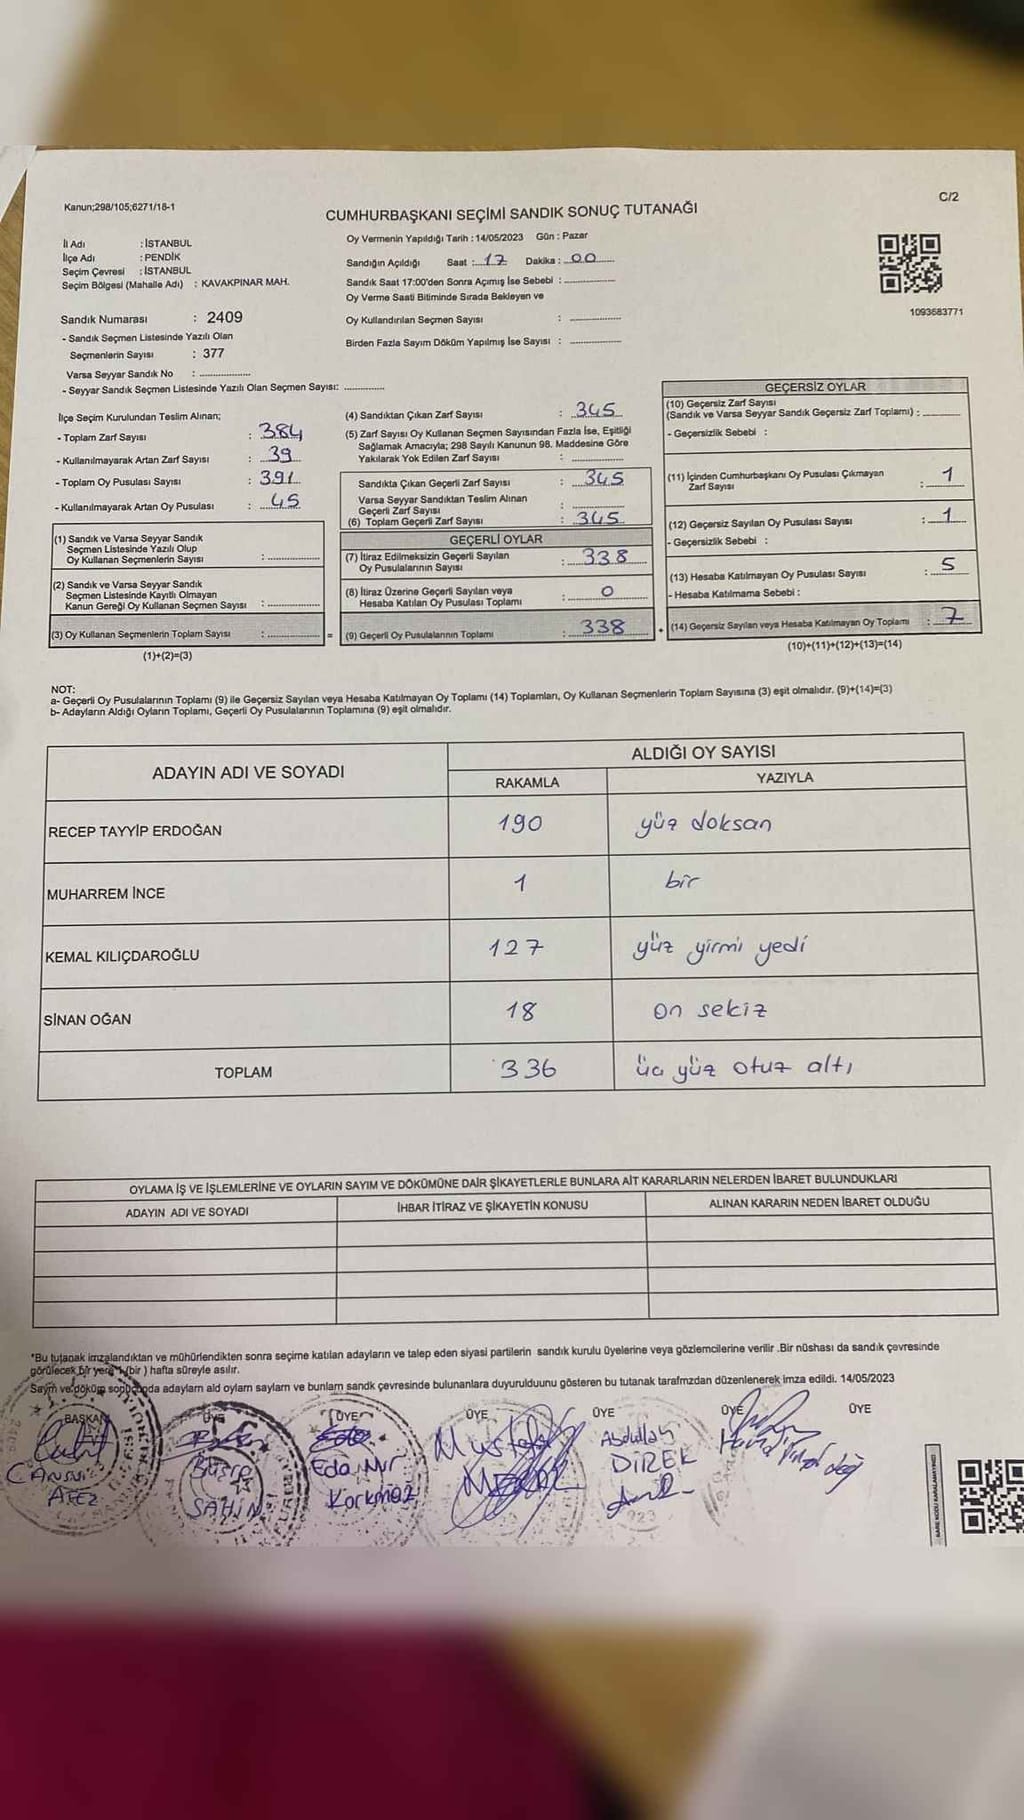 Kanun;298/105;6271/18-1
C/2
CUMHURBAŞKANI SEÇİMİ SANDIK SONUÇ TUTANAĞI
İl Adı : İSTANBUL
İlçe Adı : PENDİK
Seçim Çevresi : İSTANBUL
Seçim Bölgesi (Mahalle Adı) : KAVAKPINAR MAH.
Oy Vermenin Yapıldığı Tarih : 14/05/2023 Gün : Pazar
Sandığın Açıldığı Saat : 17 Dakika : 00
Sandık Saat 17:00'den Sonra Açımış İse Sebebi :
Oy Verme Saati Bitiminde Sırada Bekleyen ve
Oy Kullandırılan Seçmen Sayısı :
Birden Fazla Sayım Döküm Yapılmış İse Sayısı :
1093683771
Sandık Numarası : 2409
- Sandık Seçmen Listesinde Yazılı Olan
Seçmenlerin Sayısı : 377
Varsa Seyyar Sandık No :
- Seyyar Sandık Seçmen Listesinde Yazılı Olan Seçmen Sayısı:
İlçe Seçim Kurulundan Teslim Alınan;
- Toplam Zarf Sayısı : 384
- Kullanılmayarak Artan Zarf Sayısı : 39
- Toplam Oy Pusulası Sayısı : 391
- Kullanılmayarak Artan Oy Pusulası : 45
(1) Sandık ve Varsa Seyyar Sandık
Seçmen Listesinde Yazılı Olup
Oy Kullanan Seçmenlerin Sayısı :
(2) Sandık ve Varsa Seyyar Sandık
Seçmen Listesinde Kayıtlı Olmayan
Kanun Gereği Oy Kullanan Seçmen Sayısı :
(3) Oy Kullanan Seçmenlerin Toplam Sayısı : =
(1)+(2)=(3)
(4) Sandıktan Çıkan Zarf Sayısı : 345
(5) Zarf Sayısı Oy Kullanan Seçmen Sayısından Fazla İse, Eşitliği
Sağlamak Amacıyla; 298 Sayılı Kanunun 98. Maddesine Göre
Yakılarak Yok Edilen Zarf Sayısı :
Sandıkta Çıkan Geçerli Zarf Sayısı : 345
Varsa Seyyar Sandıktan Teslim Alınan
Geçerli Zarf Sayısı :
(6) Toplam Geçerli Zarf Sayısı : 345
GEÇERLİ OYLAR
(7) İtiraz Edilmeksizin Geçerli Sayılan
Oy Pusulalarının Sayısı : 338
(8) İtiraz Üzerine Geçerli Sayılan veya
Hesaba Katılan Oy Pusulası Toplamı : 0
(9) Geçerli Oy Pusulalarının Toplamı : 338 +
GEÇERSİZ OYLAR
(10) Geçersiz Zarf Sayısı
(Sandık ve Varsa Seyyar Sandık Geçersiz Zarf Toplamı) :
- Geçersizlik Sebebi :
(11) İçinden Cumhurbaşkanı Oy Pusulası Çıkmayan
Zarf Sayısı : 1
(12) Geçersiz Sayılan Oy Pusulası Sayısı : 1
- Geçersizlik Sebebi :
(13) Hesaba Katılmayan Oy Pusulası Sayısı : 5
- Hesaba Katılmama Sebebi :
(14) Geçersiz Sayılan veya Hesaba Katılmayan Oy Toplamı : 7
(10)+(11)+(12)+(13)=(14)
NOT:
a- Geçerli Oy Pusulalarının Toplamı (9) ile Geçersiz Sayılan veya Hesaba Katılmayan Oy Toplamı (14) Toplamları, Oy Kullanan Seçmenlerin Toplam Sayısına (3) eşit olmalıdır. (9)+(14)=(3)
b- Adayların Aldığı Oyların Toplamı, Geçerli Oy Pusulalarının Toplamına (9) eşit olmalıdır.
ADAYIN ADI VE SOYADI ALDIĞI OY SAYISI
RAKAMLA YAZIYLA
RECEP TAYYİP ERDOĞAN 190 yüz doksan
MUHARREM İNCE 1 bir
KEMAL KILIÇDAROĞLU 127 yüz yirmi yedi
SİNAN OĞAN 18 on sekiz
TOPLAM 336 üç yüz otuz altı
OYLAMA İŞ VE İŞLEMLERİNE VE OYLARIN SAYIM VE DÖKÜMÜNE DAİR ŞİKAYETLERLE BUNLARA AİT KARARLARIN NELERDEN İBARET BULUNDUKLARI
ADAYIN ADI VE SOYADI İHBAR İTİRAZ VE ŞİKAYETİN KONUSU ALINAN KARARIN NEDEN İBARET OLDUĞU
"Bu tutanak imzalandıktan ve mühürlendikten sonra seçime katılan adayların ve talep eden siyasi partilerin sandık kurulu üyelerine veya gözlemcilerine verilir .Bir nüshası da sandık çevresinde
görülecek bir yere 1 (bir ) hafta süreyle asılır.
Sayım ve döküm sonucunda adayların ald oyların sayıları ve bunların sandk çevresinde bulunanlara duyurulduunu gösteren bu tutanak tarafımzdan düzenlenerek imza edildi. 14/05/2023
BAŞKAN ÜYE ÜYE ÜYE ÜYE ÜYE ÜYE
CANSU ATEZ
Büşra ŞAHİN
Eda Nur Korkmaz
Mustafa
Abdullah DİREK